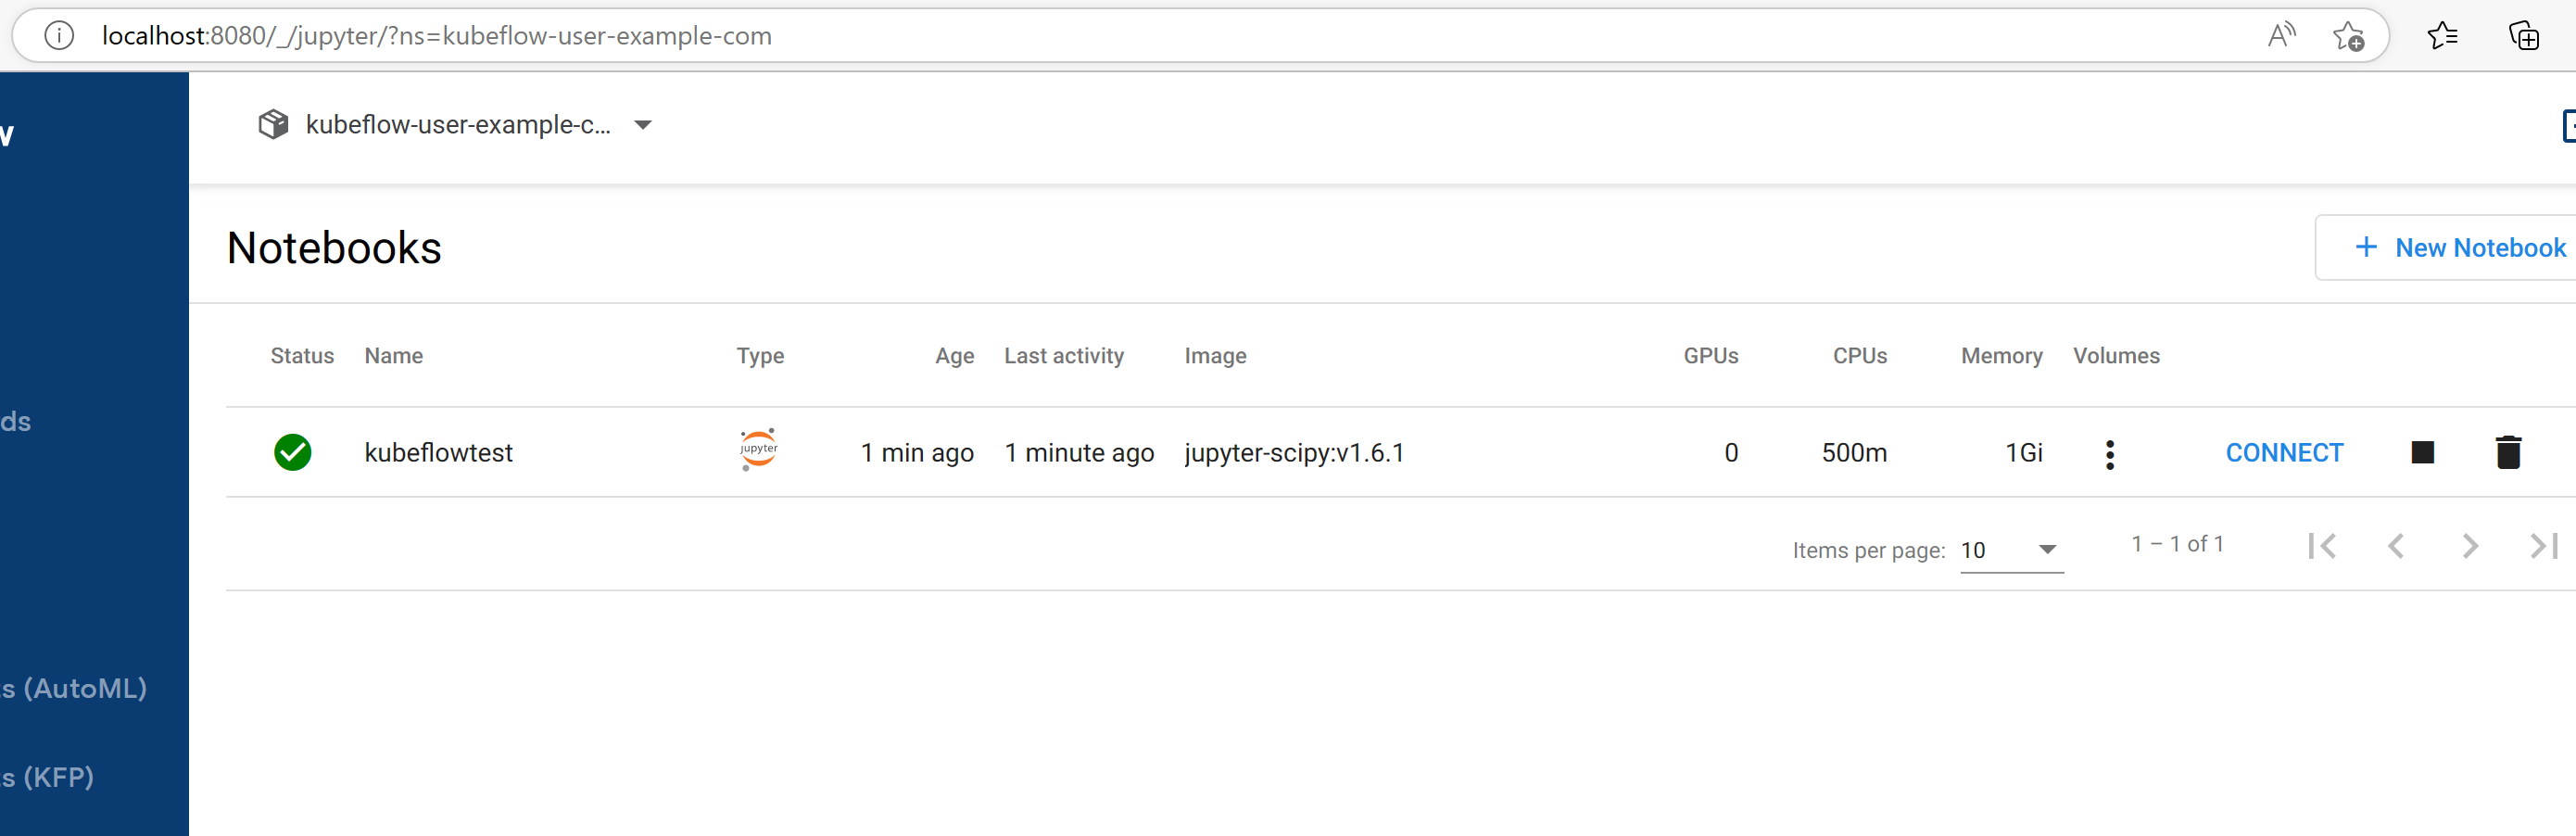 localhost:8080/_/jupyter/?ns=kubeflow-user-example-com
kubeflow-user-example-c...
Notebooks
+ New Notebook
Status Name Type Age Last activity Image GPUs CPUs Memory Volumes
kubeflowtest jupyter 1 min ago 1 minute ago jupyter-scipy:v1.6.1 0 500m 1Gi CONNECT
Items per page: 10 1 – 1 of 1
ds
s (AutoML)
s (KFP)